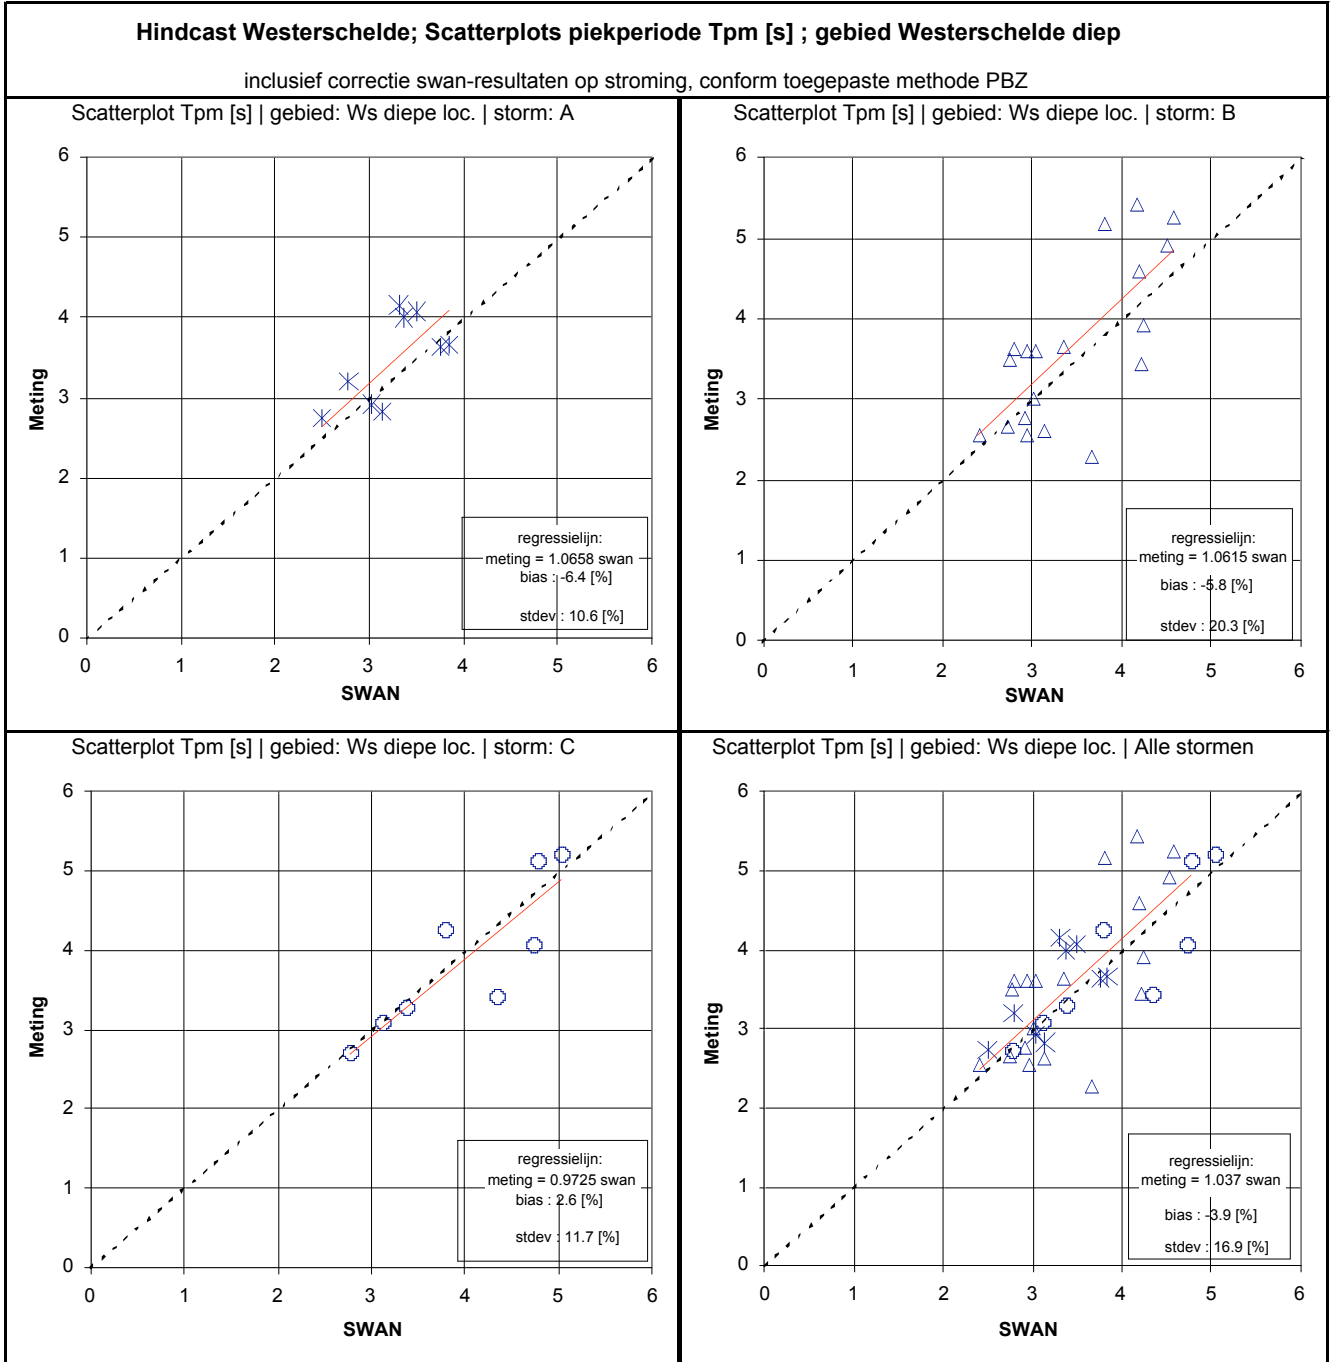 Hindcast Westerschelde; Scatterplots piekperiode Tpm [s] ; gebied Westerschelde diep
inclusief correctie swan-resultaten op stroming, conform toegepaste methode PBZ
Scatterplot Tpm [s] | gebied: Ws diepe loc. | storm: A
6
5
4
3
2
1
0
Meting
0 1 2 3 4 5 6
SWAN
regressielijn:
meting = 1.0658 swan
bias : -6.4 [%]
stdev : 10.6 [%]
Scatterplot Tpm [s] | gebied: Ws diepe loc. | storm: B
6
5
4
3
2
1
0
Meting
0 1 2 3 4 5 6
SWAN
regressielijn:
meting = 1.0615 swan
bias : -5.8 [%]
stdev : 20.3 [%]
Scatterplot Tpm [s] | gebied: Ws diepe loc. | storm: C
6
5
4
3
2
1
0
Meting
0 1 2 3 4 5 6
SWAN
regressielijn:
meting = 0.9725 swan
bias : 2.6 [%]
stdev : 11.7 [%]
Scatterplot Tpm [s] | gebied: Ws diepe loc. | Alle stormen
6
5
4
3
2
1
0
Meting
0 1 2 3 4 5 6
SWAN
regressielijn:
meting = 1.037 swan
bias : -3.9 [%]
stdev : 16.9 [%]